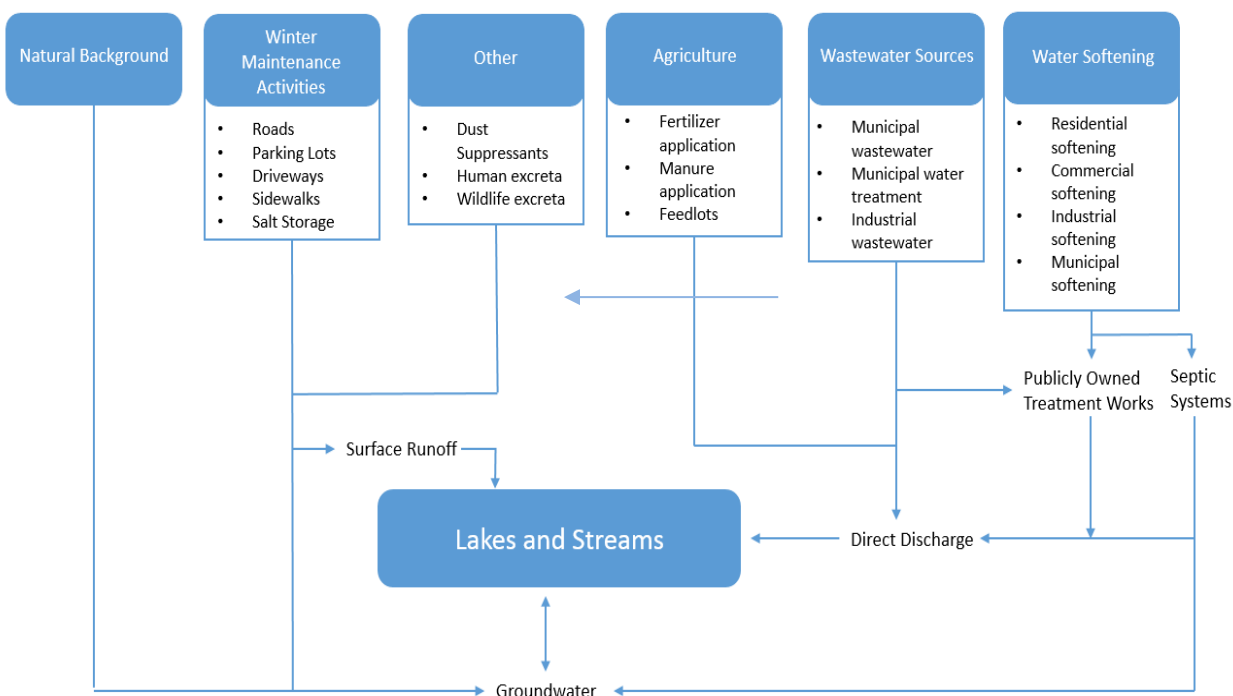 Natural Background
Winter
Maintenance
Activities
• Roads
• Parking Lots
• Driveways
• Sidewalks
• Salt Storage
Other
• Dust
Suppressants
• Human excreta
• Wildlife excreta
Agriculture
• Fertilizer
application
• Manure
application
• Feedlots
Wastewater Sources
• Municipal
wastewater
• Municipal water
treatment
• Industrial
wastewater
Water Softening
• Residential
softening
• Commercial
softening
• Industrial
softening
• Municipal
softening
Publicly Owned
Treatment Works
Septic
Systems
Surface Runoff
Lakes and Streams
Direct Discharge
Groundwater